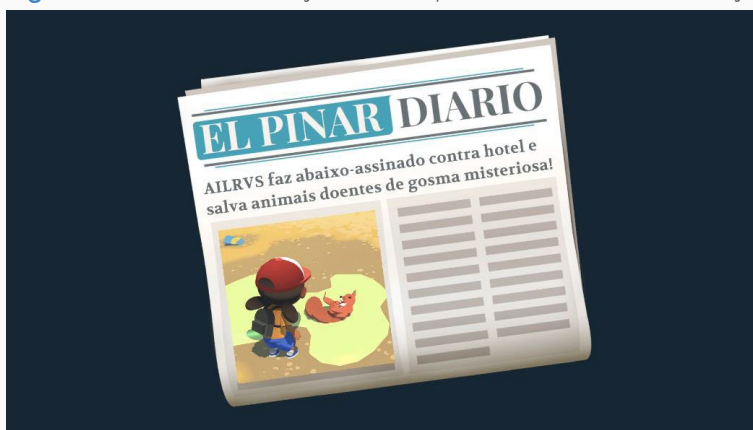 EL PINAR DIARIO
AILRVS faz abaixo-assinado contra hotel e
salva animais doentes de gosma misteriosa!